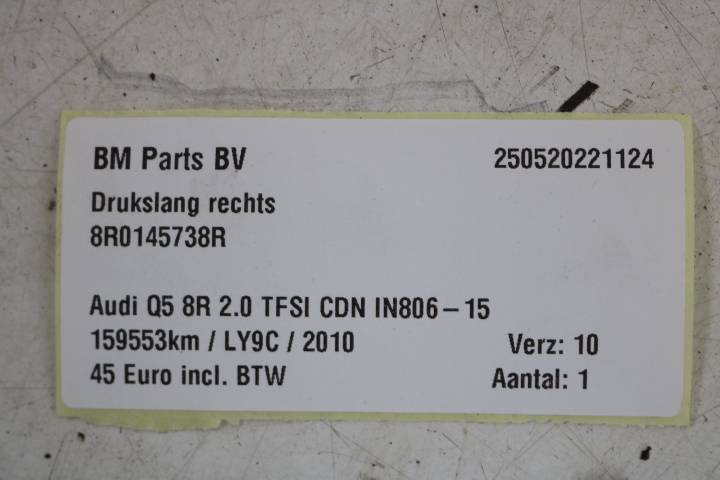 BM Parts BV 250520221124
Drukslang rechts
8R0145738R
Audi Q5 8R 2.0 TFSI CDN IN806-15
159553km / LY9C / 2010 Verz: 10
45 Euro incl. BTW Aantal: 1